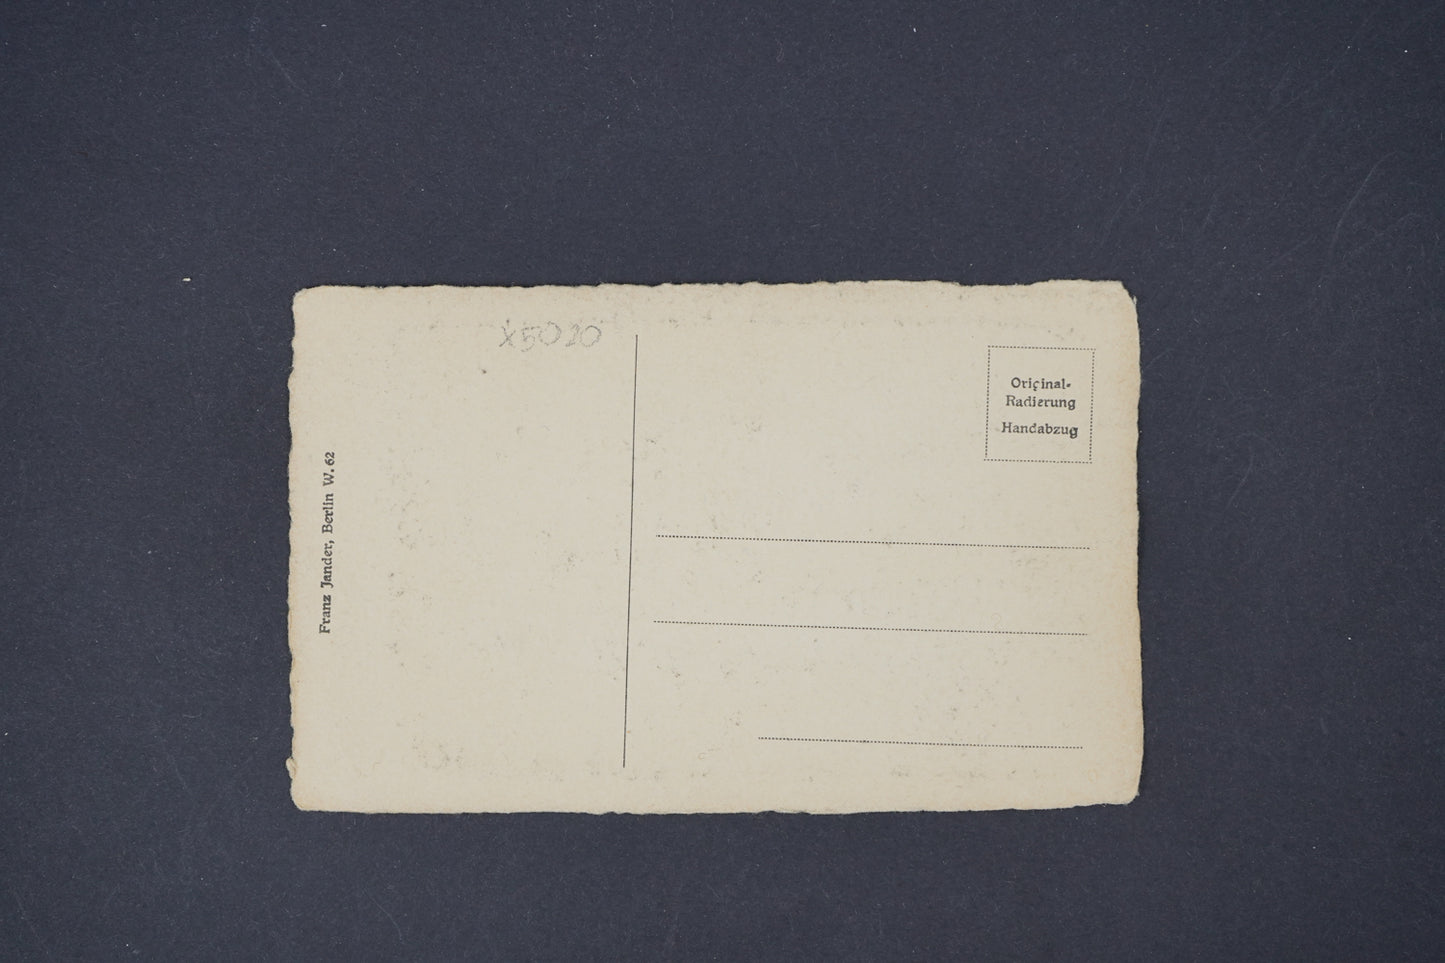 x5020
Original-
Radierung
Handabzug
Franz Jander, Berlin W. 62